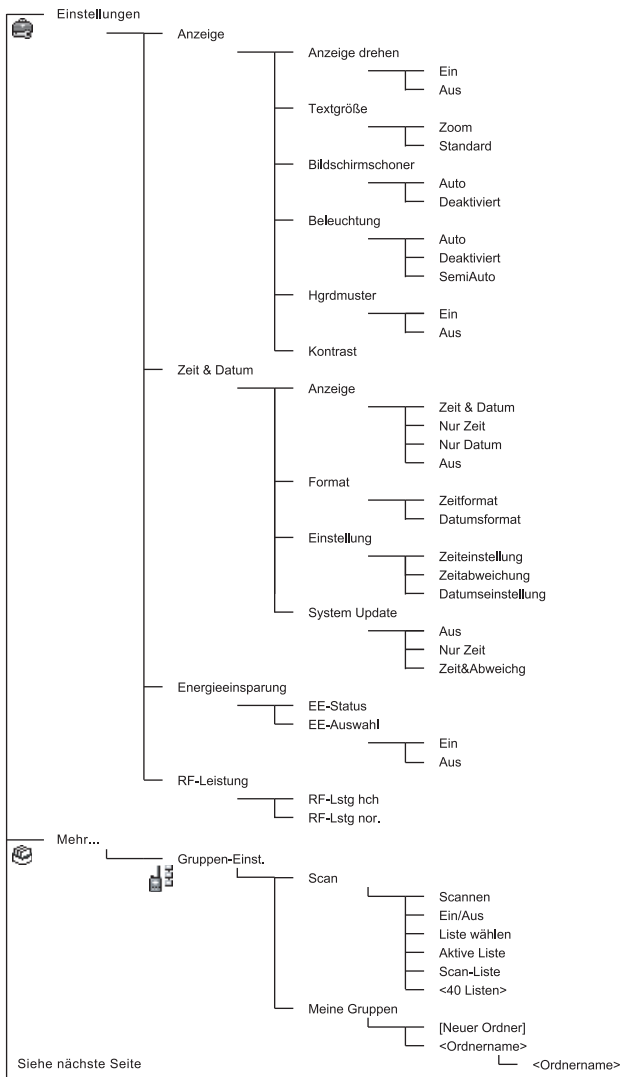 Einstellungen
Anzeige
Anzeige drehen
Ein
Aus
Textgröße
Zoom
Standard
Bildschirmschoner
Auto
Deaktiviert
Beleuchtung
Auto
Deaktiviert
SemiAuto
Hgrdmuster
Ein
Aus
Kontrast
Zeit & Datum
Anzeige
Zeit & Datum
Nur Zeit
Nur Datum
Aus
Format
Zeitformat
Datumsformat
Einstellung
Zeiteinstellung
Zeitabweichung
Datumseinstellung
System Update
Aus
Nur Zeit
Zeit&Abweichg
Energieeinsparung
EE-Status
EE-Auswahl
Ein
Aus
RF-Leistung
RF-Lstg hch
RF-Lstg nor.
Mehr...
Gruppen-Einst.
Scan
Scannen
Ein/Aus
Liste wählen
Aktive Liste
Scan-Liste
<40 Listen>
Meine Gruppen
[Neuer Ordner]
<Ordnername>
<Ordnername>
Siehe nächste Seite